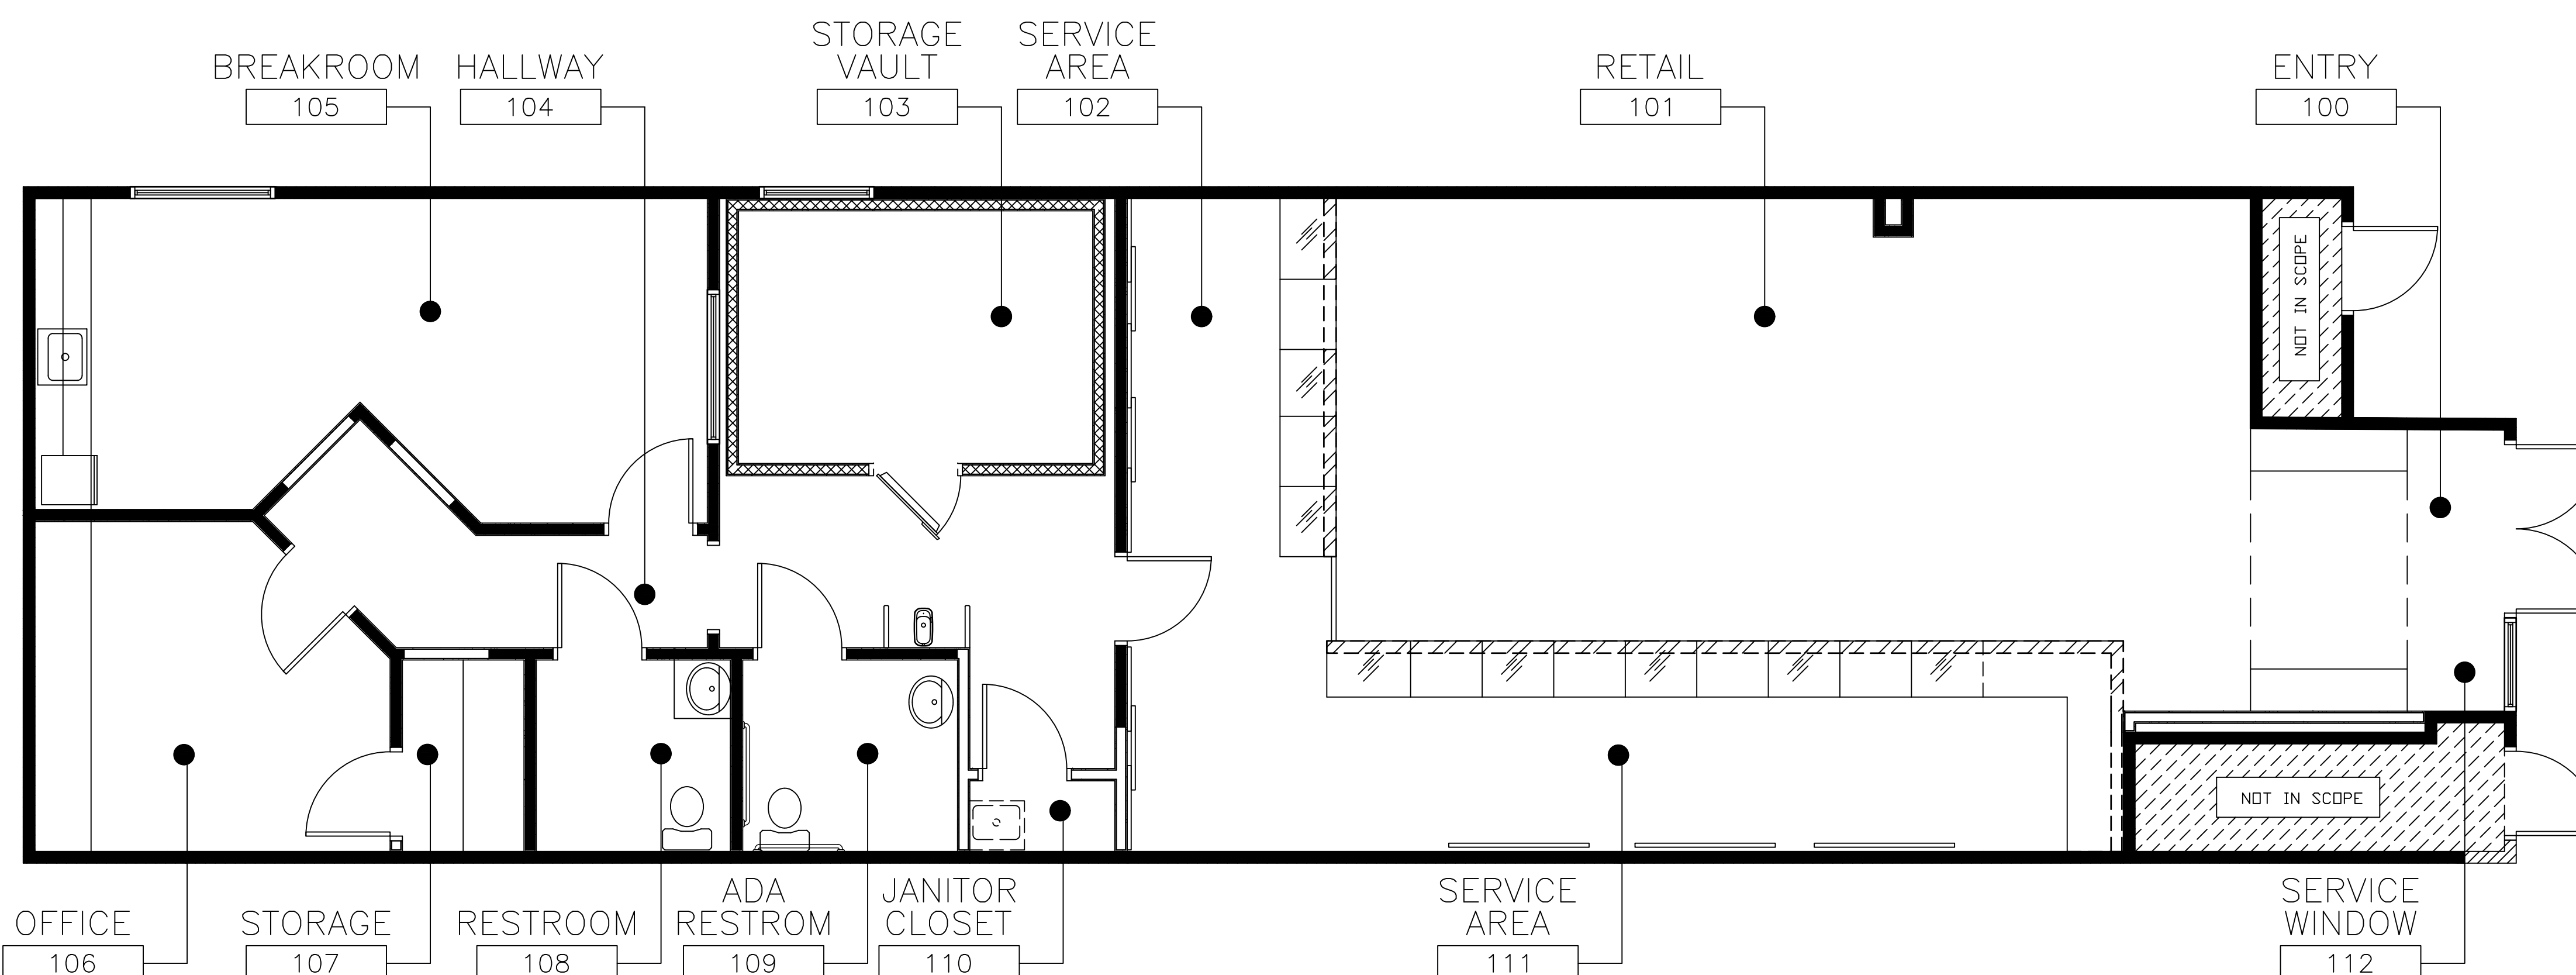 STORAGE
VAULT
SERVICE
AREA
BREAKROOM
HALLWAY
RETAIL
ENTRY
105
104
103
102
101
100
NOT IN SCOPE
NOT IN SCOPE
OFFICE
106
STORAGE
107
RESTROOM
108
ADA
RESTROM
109
JANITOR
CLOSET
110
SERVICE
AREA
111
SERVICE
WINDOW
112